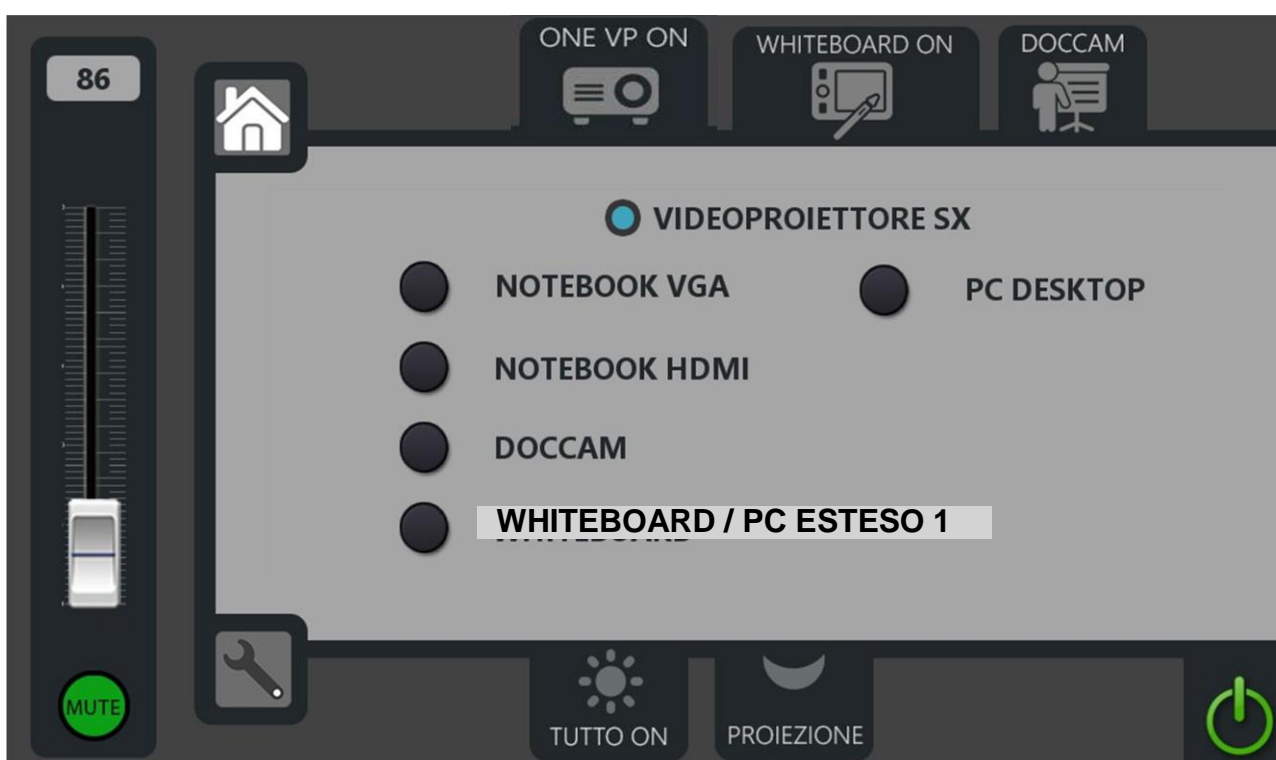 ONE VP ON
WHITEBOARD ON
DOCCAM
86
VIDEOPROIETTORE SX
NOTEBOOK VGA
PC DESKTOP
NOTEBOOK HDMI
DOCCAM
WHITEBOARD / PC ESTESO 1
WHITEBOARD
MUTE
TUTTO ON
PROIEZIONE